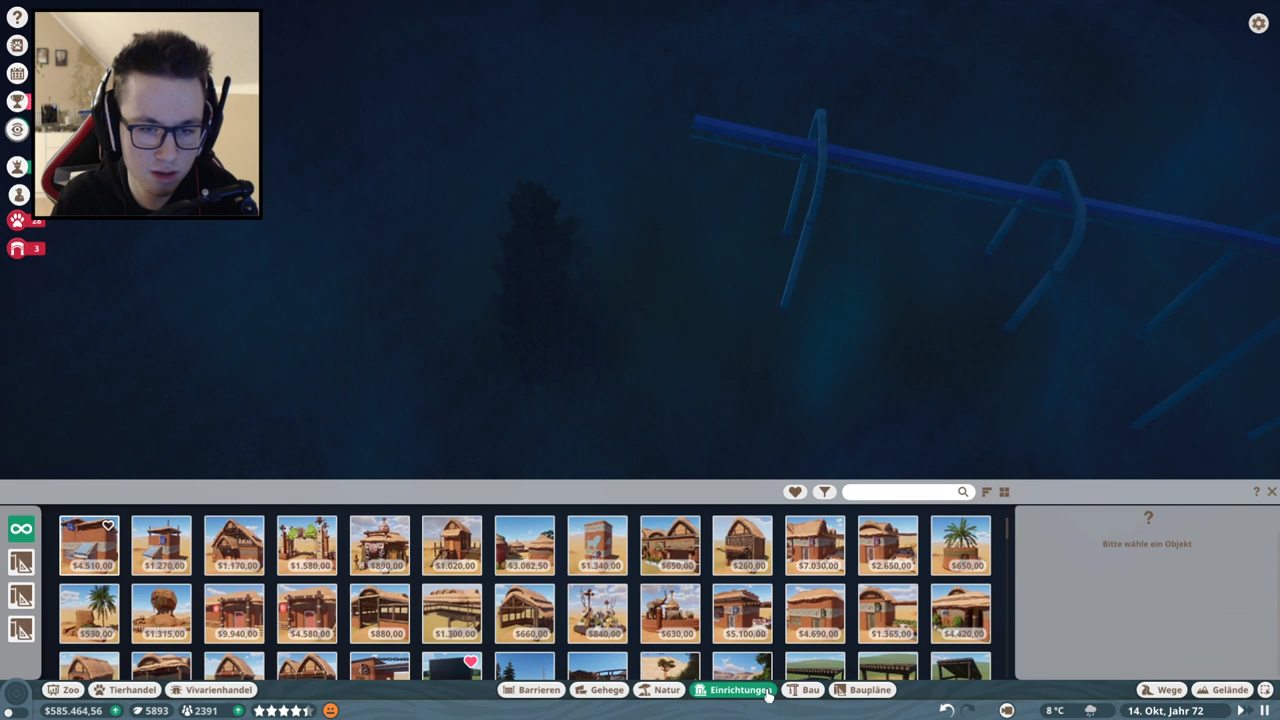 ?
28
3
?
Bitte wähle ein Objekt
$4.510,00 $1.270,00 $1.170,00 $1.580,00 $890,00 $1.020,00 $3.062,50 $1.340,00 $650,00 $260,00 $7.030,00 $2.650,00 $650,00
$530,00 $1.315,00 $9.940,00 $4.580,00 $880,00 $1.300,00 $660,00 $840,00 $630,00 $5.100,00 $4.690,00 $1.365,00 $4.420,00
Zoo Tierhandel Vivarienhandel Barrieren Gehege Natur Einrichtungen Bau Baupläne Wege Gelände
$585.464,56 5893 2391 8 °C 14. Okt, Jahr 72